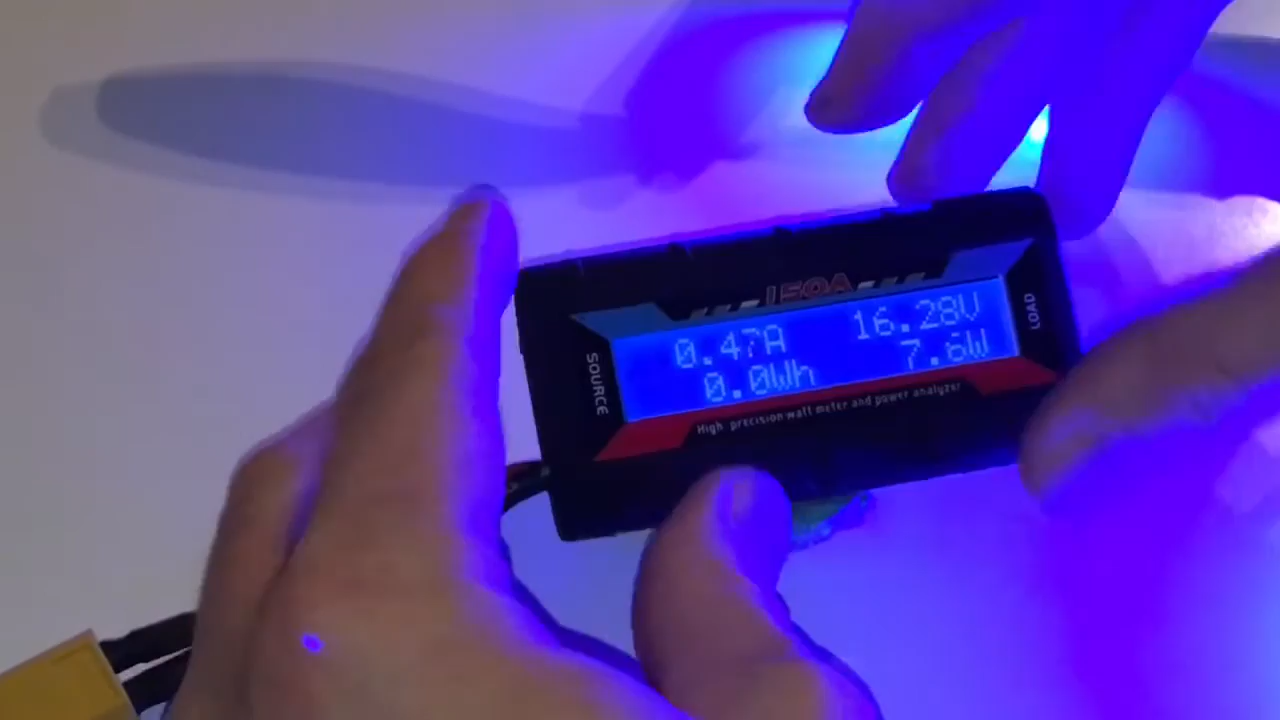 150A
0.47A 16.28V
0.0Wh 7.6W
SOURCE
LOAD
High precision watt meter and power analyzer